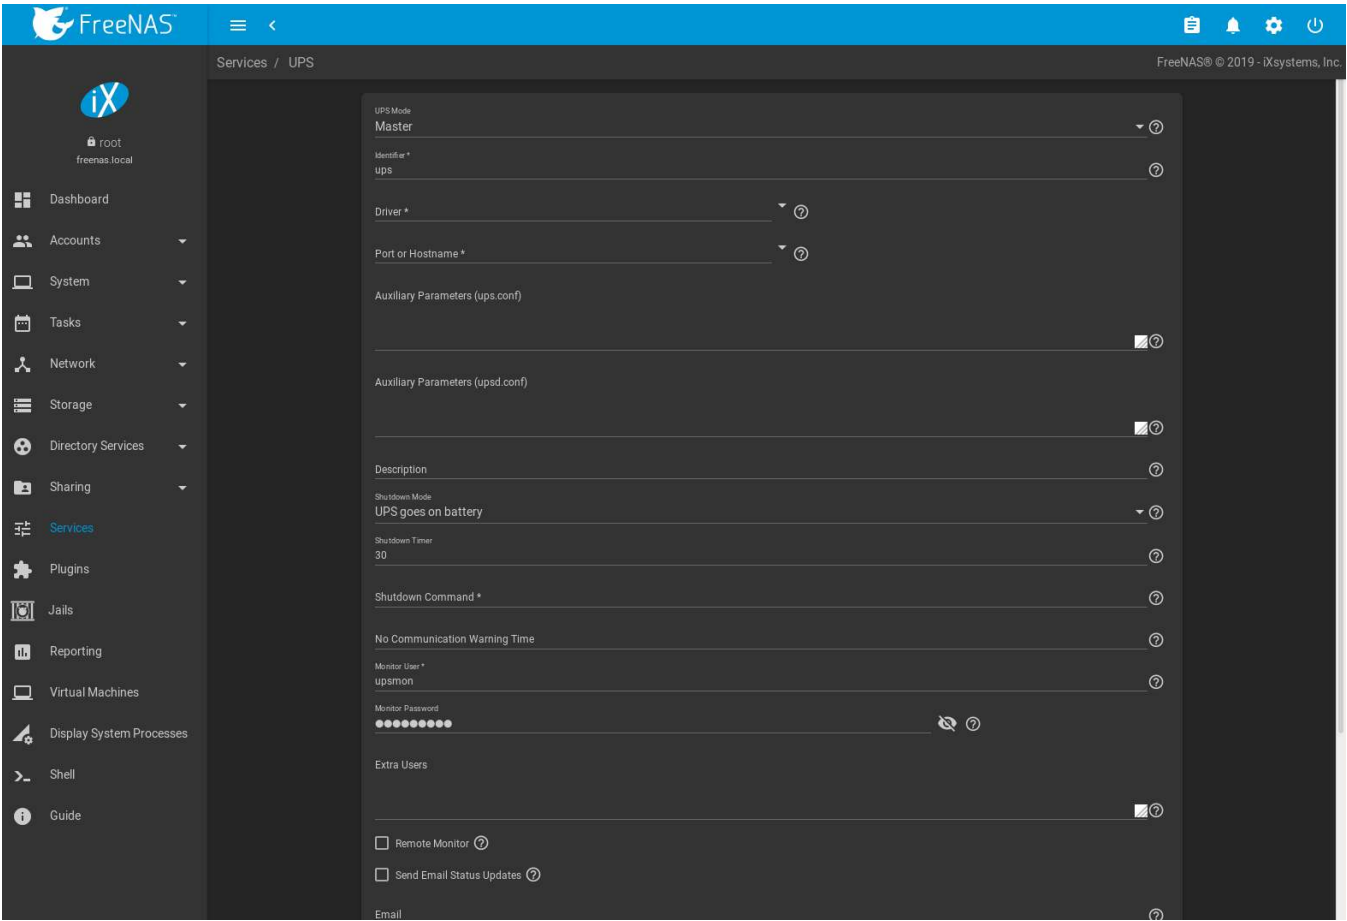 FreeNAS™
Services / UPS
FreeNAS® © 2019 - iXsystems, Inc.
iX
root
freenas.local
Dashboard
Accounts
System
Tasks
Network
Storage
Directory Services
Sharing
Services
Plugins
Jails
Reporting
Virtual Machines
Display System Processes
Shell
Guide
UPS Mode
Master
Identifier *
ups
Driver *
Port or Hostname *
Auxiliary Parameters (ups.conf)
Auxiliary Parameters (upsd.conf)
Description
Shutdown Mode
UPS goes on battery
Shutdown Timer
30
Shutdown Command *
No Communication Warning Time
Monitor User *
upsmon
Monitor Password
●●●●●●●●●
Extra Users
Remote Monitor
Send Email Status Updates
Email